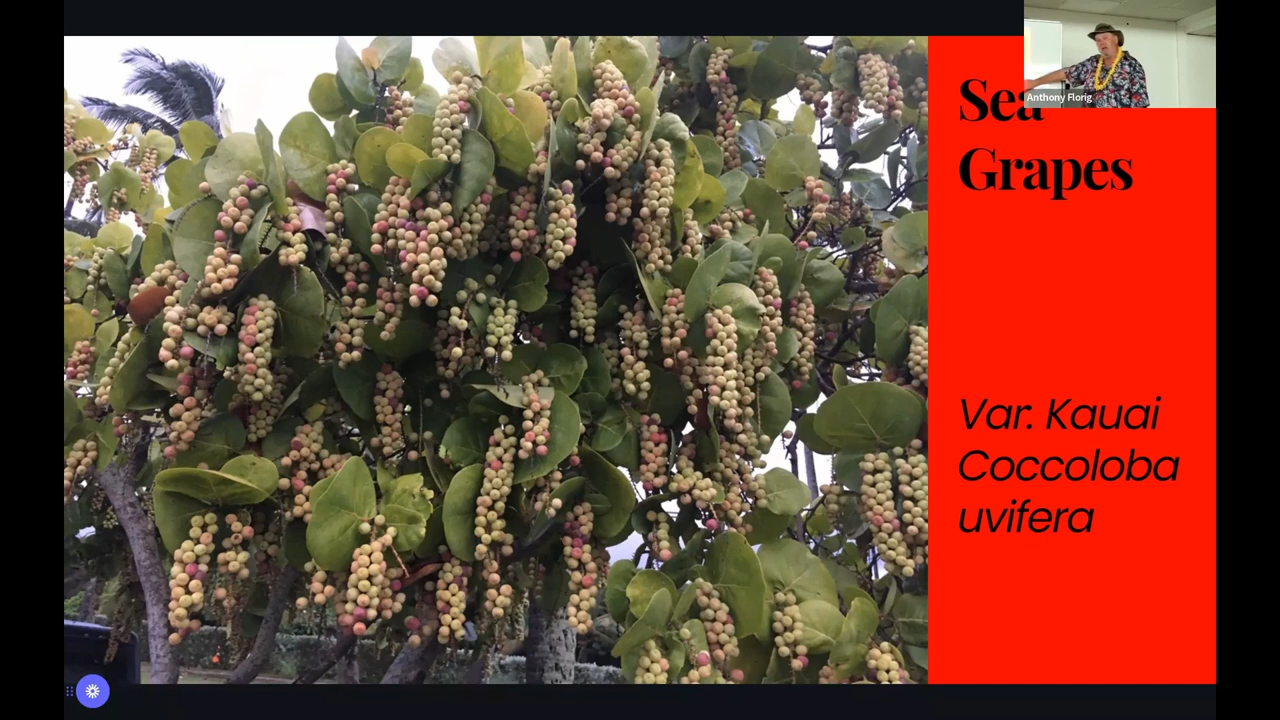 Sea
Grapes
Anthony Florig
Var. Kauai
Coccoloba
uvifera